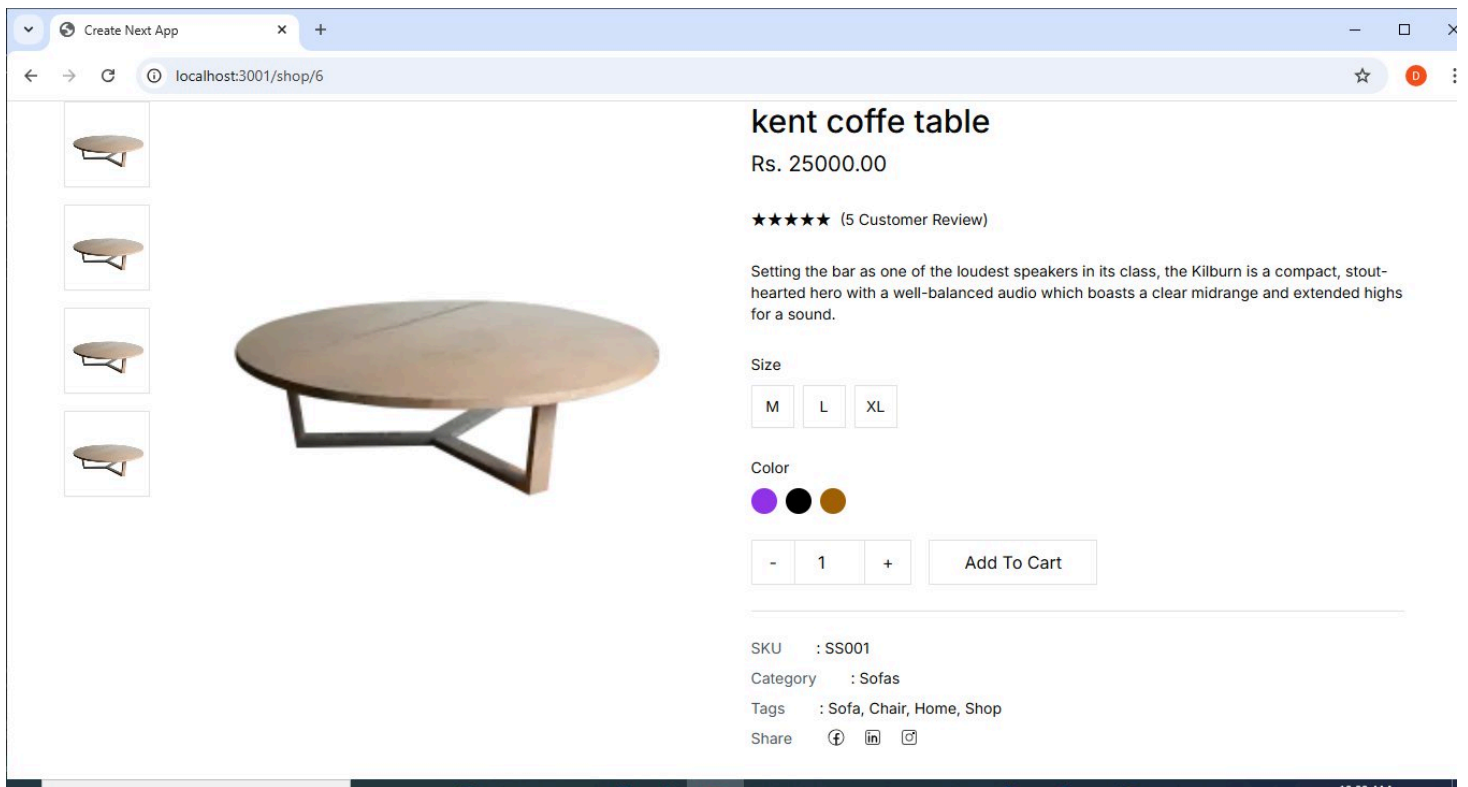 Create Next App
localhost:3001/shop/6
D
kent coffe table
Rs. 25000.00
★★★★★ (5 Customer Review)
Setting the bar as one of the loudest speakers in its class, the Kilburn is a compact, stout-
hearted hero with a well-balanced audio which boasts a clear midrange and extended highs
for a sound.
Size
M L XL
Color
- 1 + Add To Cart
SKU : SS001
Category : Sofas
Tags : Sofa, Chair, Home, Shop
Share